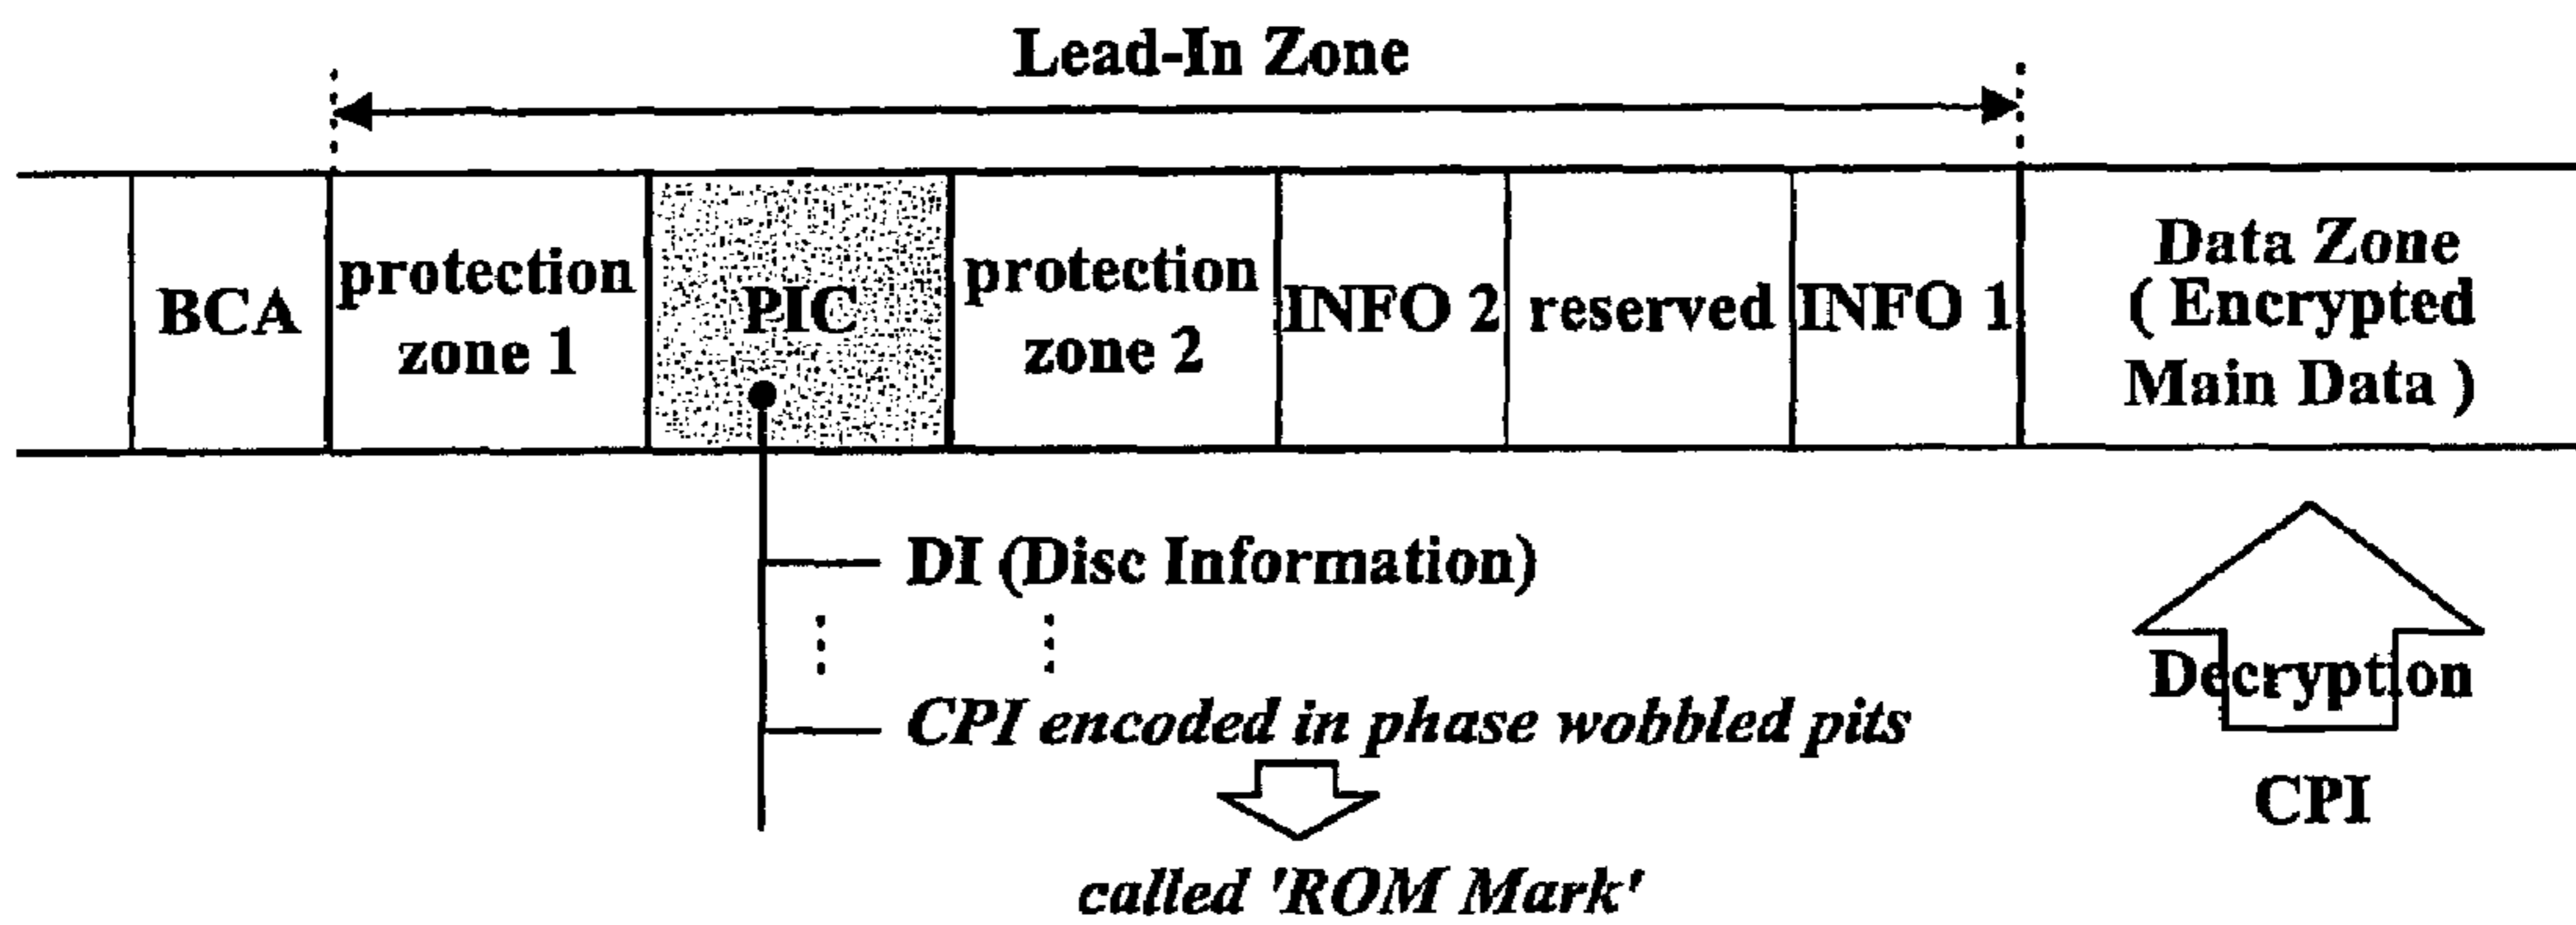 Lead-In Zone
BCA
protection
zone 1
PIC
protection
zone 2
INFO 2
reserved
INFO 1
Data Zone
( Encrypted
Main Data )
DI (Disc Information)
CPI encoded in phase wobbled pits
called 'ROM Mark'
Decryption
CPI